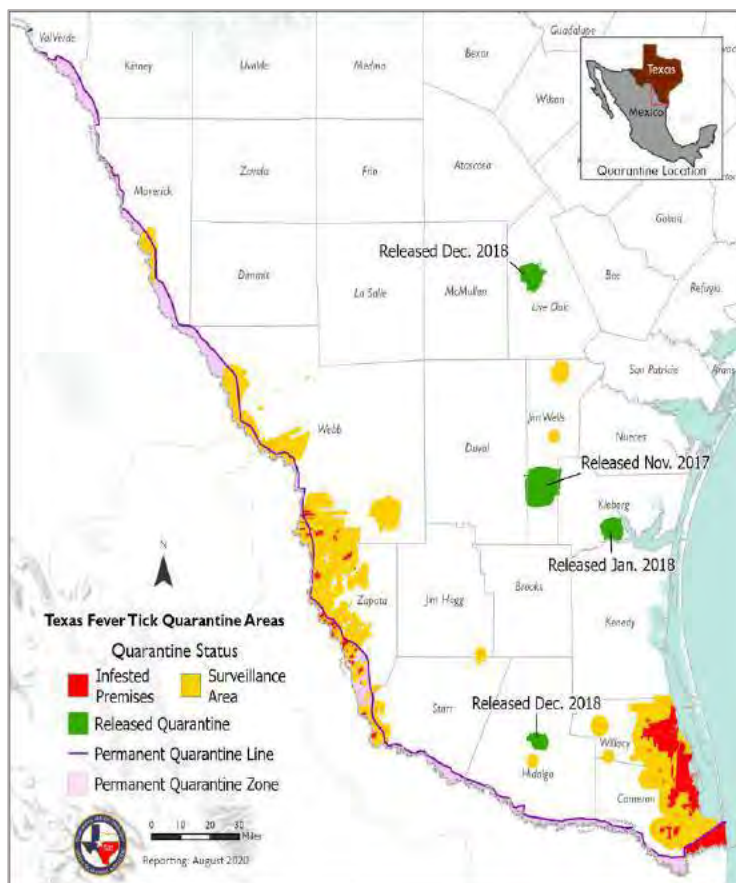 Val Verde
Kinney
Uvalde
Medina
Bexar
Guadalupe
Wilson
Texas
Mexico
Quarantine Location
Maverick
Zavala
Frio
Atascosa
Goliad
Released Dec. 2018
Dimmit
La Salle
McMullen
Live Oak
Bee
Refugio
San Patricio
Aransas
Webb
Duval
Jim Wells
Nueces
Released Nov. 2017
Kleberg
Released Jan. 2018
N
Zapata
Jim Hogg
Brooks
Kenedy
Texas Fever Tick Quarantine Areas
Quarantine Status
Infested Premises
Surveillance Area
Released Quarantine
Permanent Quarantine Line
Permanent Quarantine Zone
Starr
Released Dec. 2018
Hidalgo
Willacy
Cameron
0 10 20 30
Miles
Reporting: August 2020